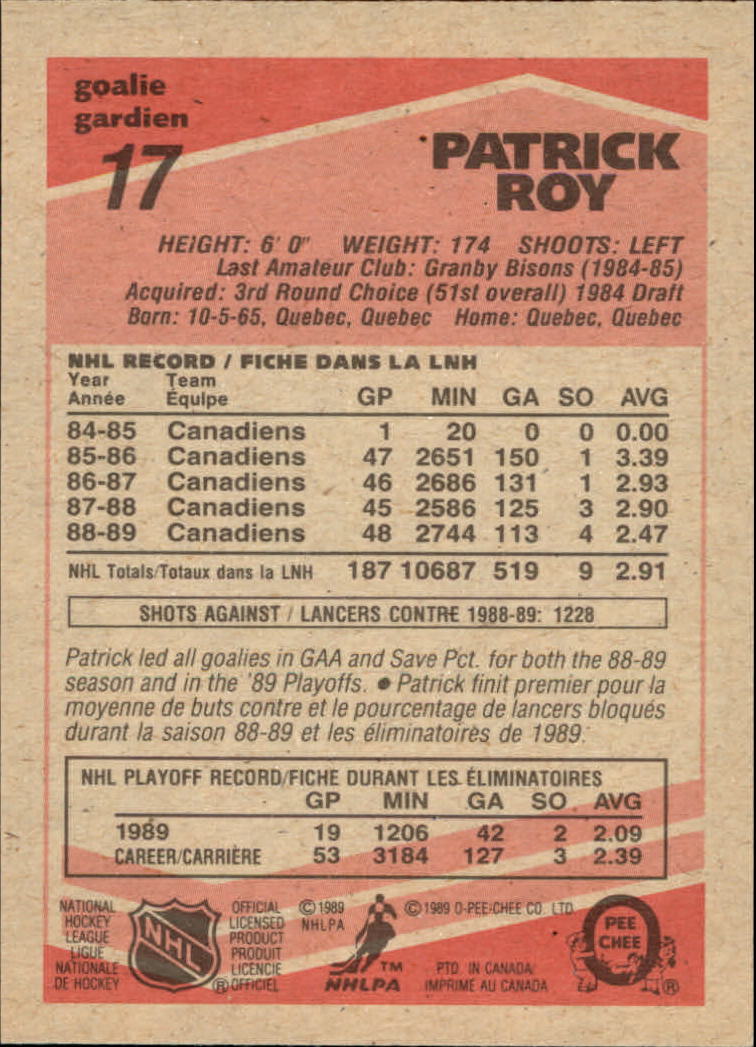 goalie
gardien
17
PATRICK
ROY
HEIGHT: 6' 0" WEIGHT: 174 SHOOTS: LEFT
Last Amateur Club: Granby Bisons (1984-85)
Acquired: 3rd Round Choice (51st overall) 1984 Draft
Born: 10-5-65, Quebec, Quebec Home: Quebec, Quebec
NHL RECORD / FICHE DANS LA LNH
Year Team
Année Équipe GP MIN GA SO AVG
84-85 Canadiens 1 20 0 0 0.00
85-86 Canadiens 47 2651 150 1 3.39
86-87 Canadiens 46 2686 131 1 2.93
87-88 Canadiens 45 2586 125 3 2.90
88-89 Canadiens 48 2744 113 4 2.47
NHL Totals/Totaux dans la LNH 187 10687 519 9 2.91
SHOTS AGAINST / LANCERS CONTRE 1988-89: 1228
Patrick led all goalies in GAA and Save Pct. for both the 88-89
season and in the '89 Playoffs. ● Patrick finit premier pour la
moyenne de buts contre et le pourcentage de lancers bloqués
durant la saison 88-89 et les éliminatoires de 1989.
NHL PLAYOFF RECORD/FICHE DURANT LES ÉLIMINATOIRES
GP MIN GA SO AVG
1989 19 1206 42 2 2.09
CAREER/CARRIÈRE 53 3184 127 3 2.39
NATIONAL
HOCKEY
LEAGUE
LIGUE
NATIONALE
DE HOCKEY
NHL
®
OFFICIAL
LICENSED
PRODUCT
PRODUIT
LICENCIE
OFFICIEL
© 1989
NHLPA
TM
NHLPA
© 1989 O-PEE-CHEE CO. LTD.
PTD. IN CANADA/
IMPRIMÉ AU CANADA
O
PEE
CHEE
®